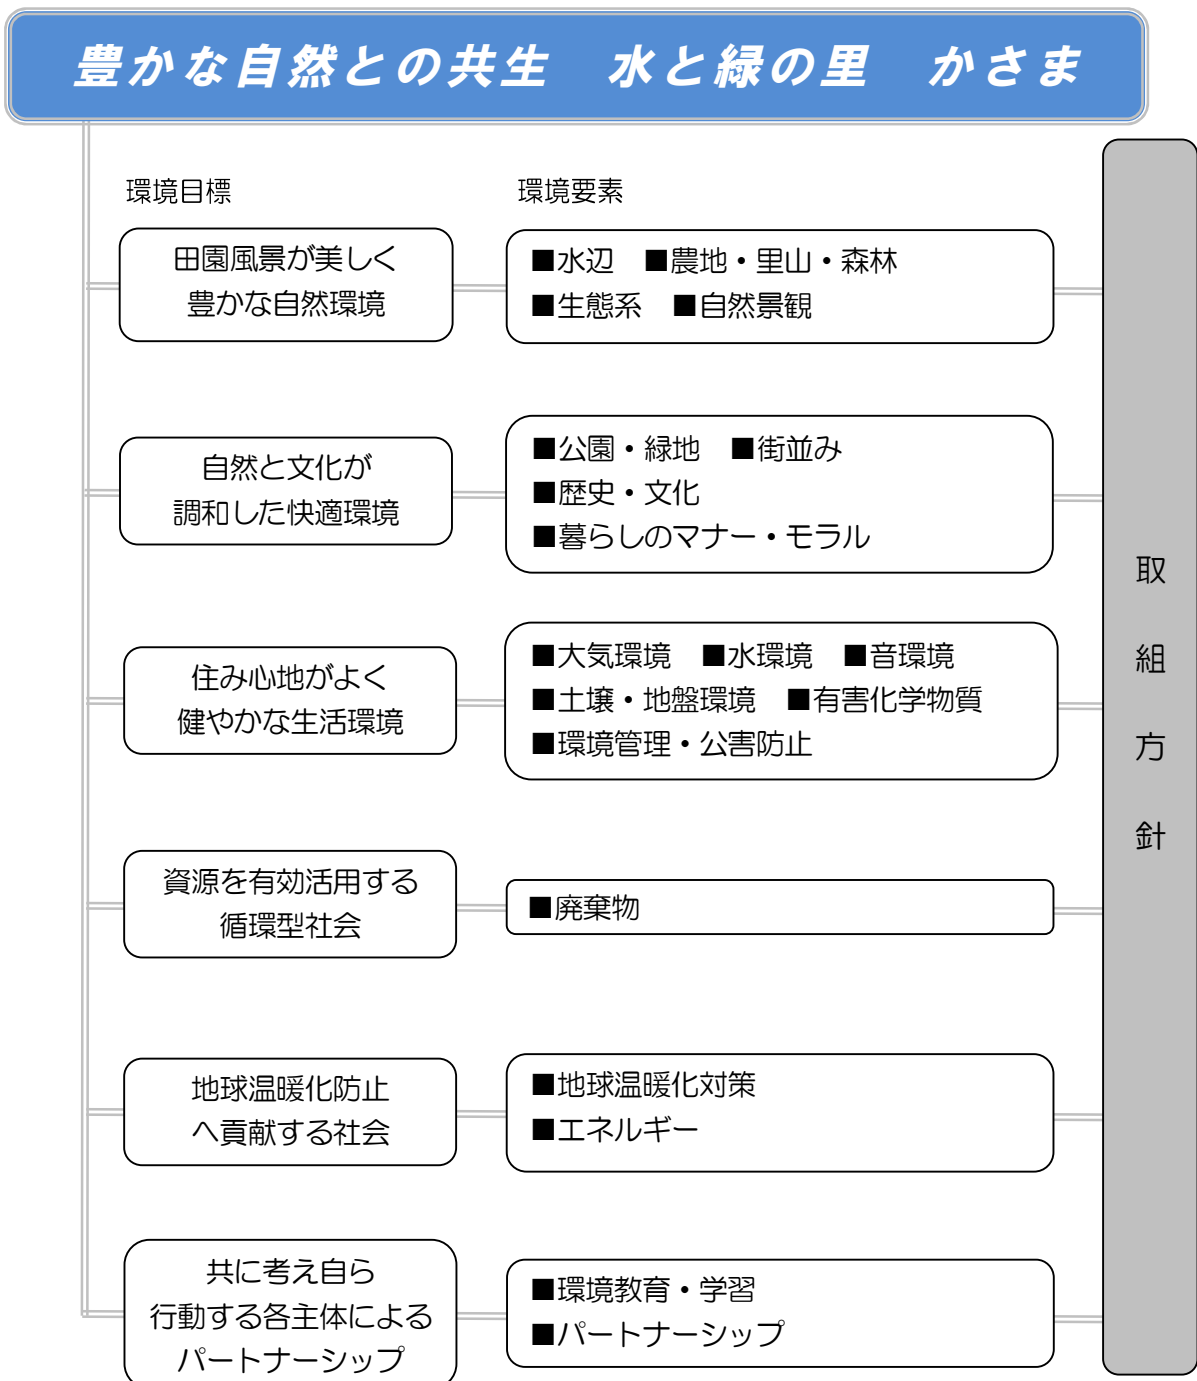 豊かな自然との共生　水と緑の里　かさま
環境目標
環境要素
田園風景が美しく
豊かな自然環境
■水辺　■農地・里山・森林
■生態系　■自然景観
自然と文化が
調和した快適環境
■公園・緑地　■街並み
■歴史・文化
■暮らしのマナー・モラル
住み心地がよく
健やかな生活環境
■大気環境　■水環境　■音環境
■土壌・地盤環境　■有害化学物質
■環境管理・公害防止
資源を有効活用する
循環型社会
■廃棄物
地球温暖化防止
へ貢献する社会
■地球温暖化対策
■エネルギー
共に考え自ら
行動する各主体による
パートナーシップ
■環境教育・学習
■パートナーシップ
取組方針